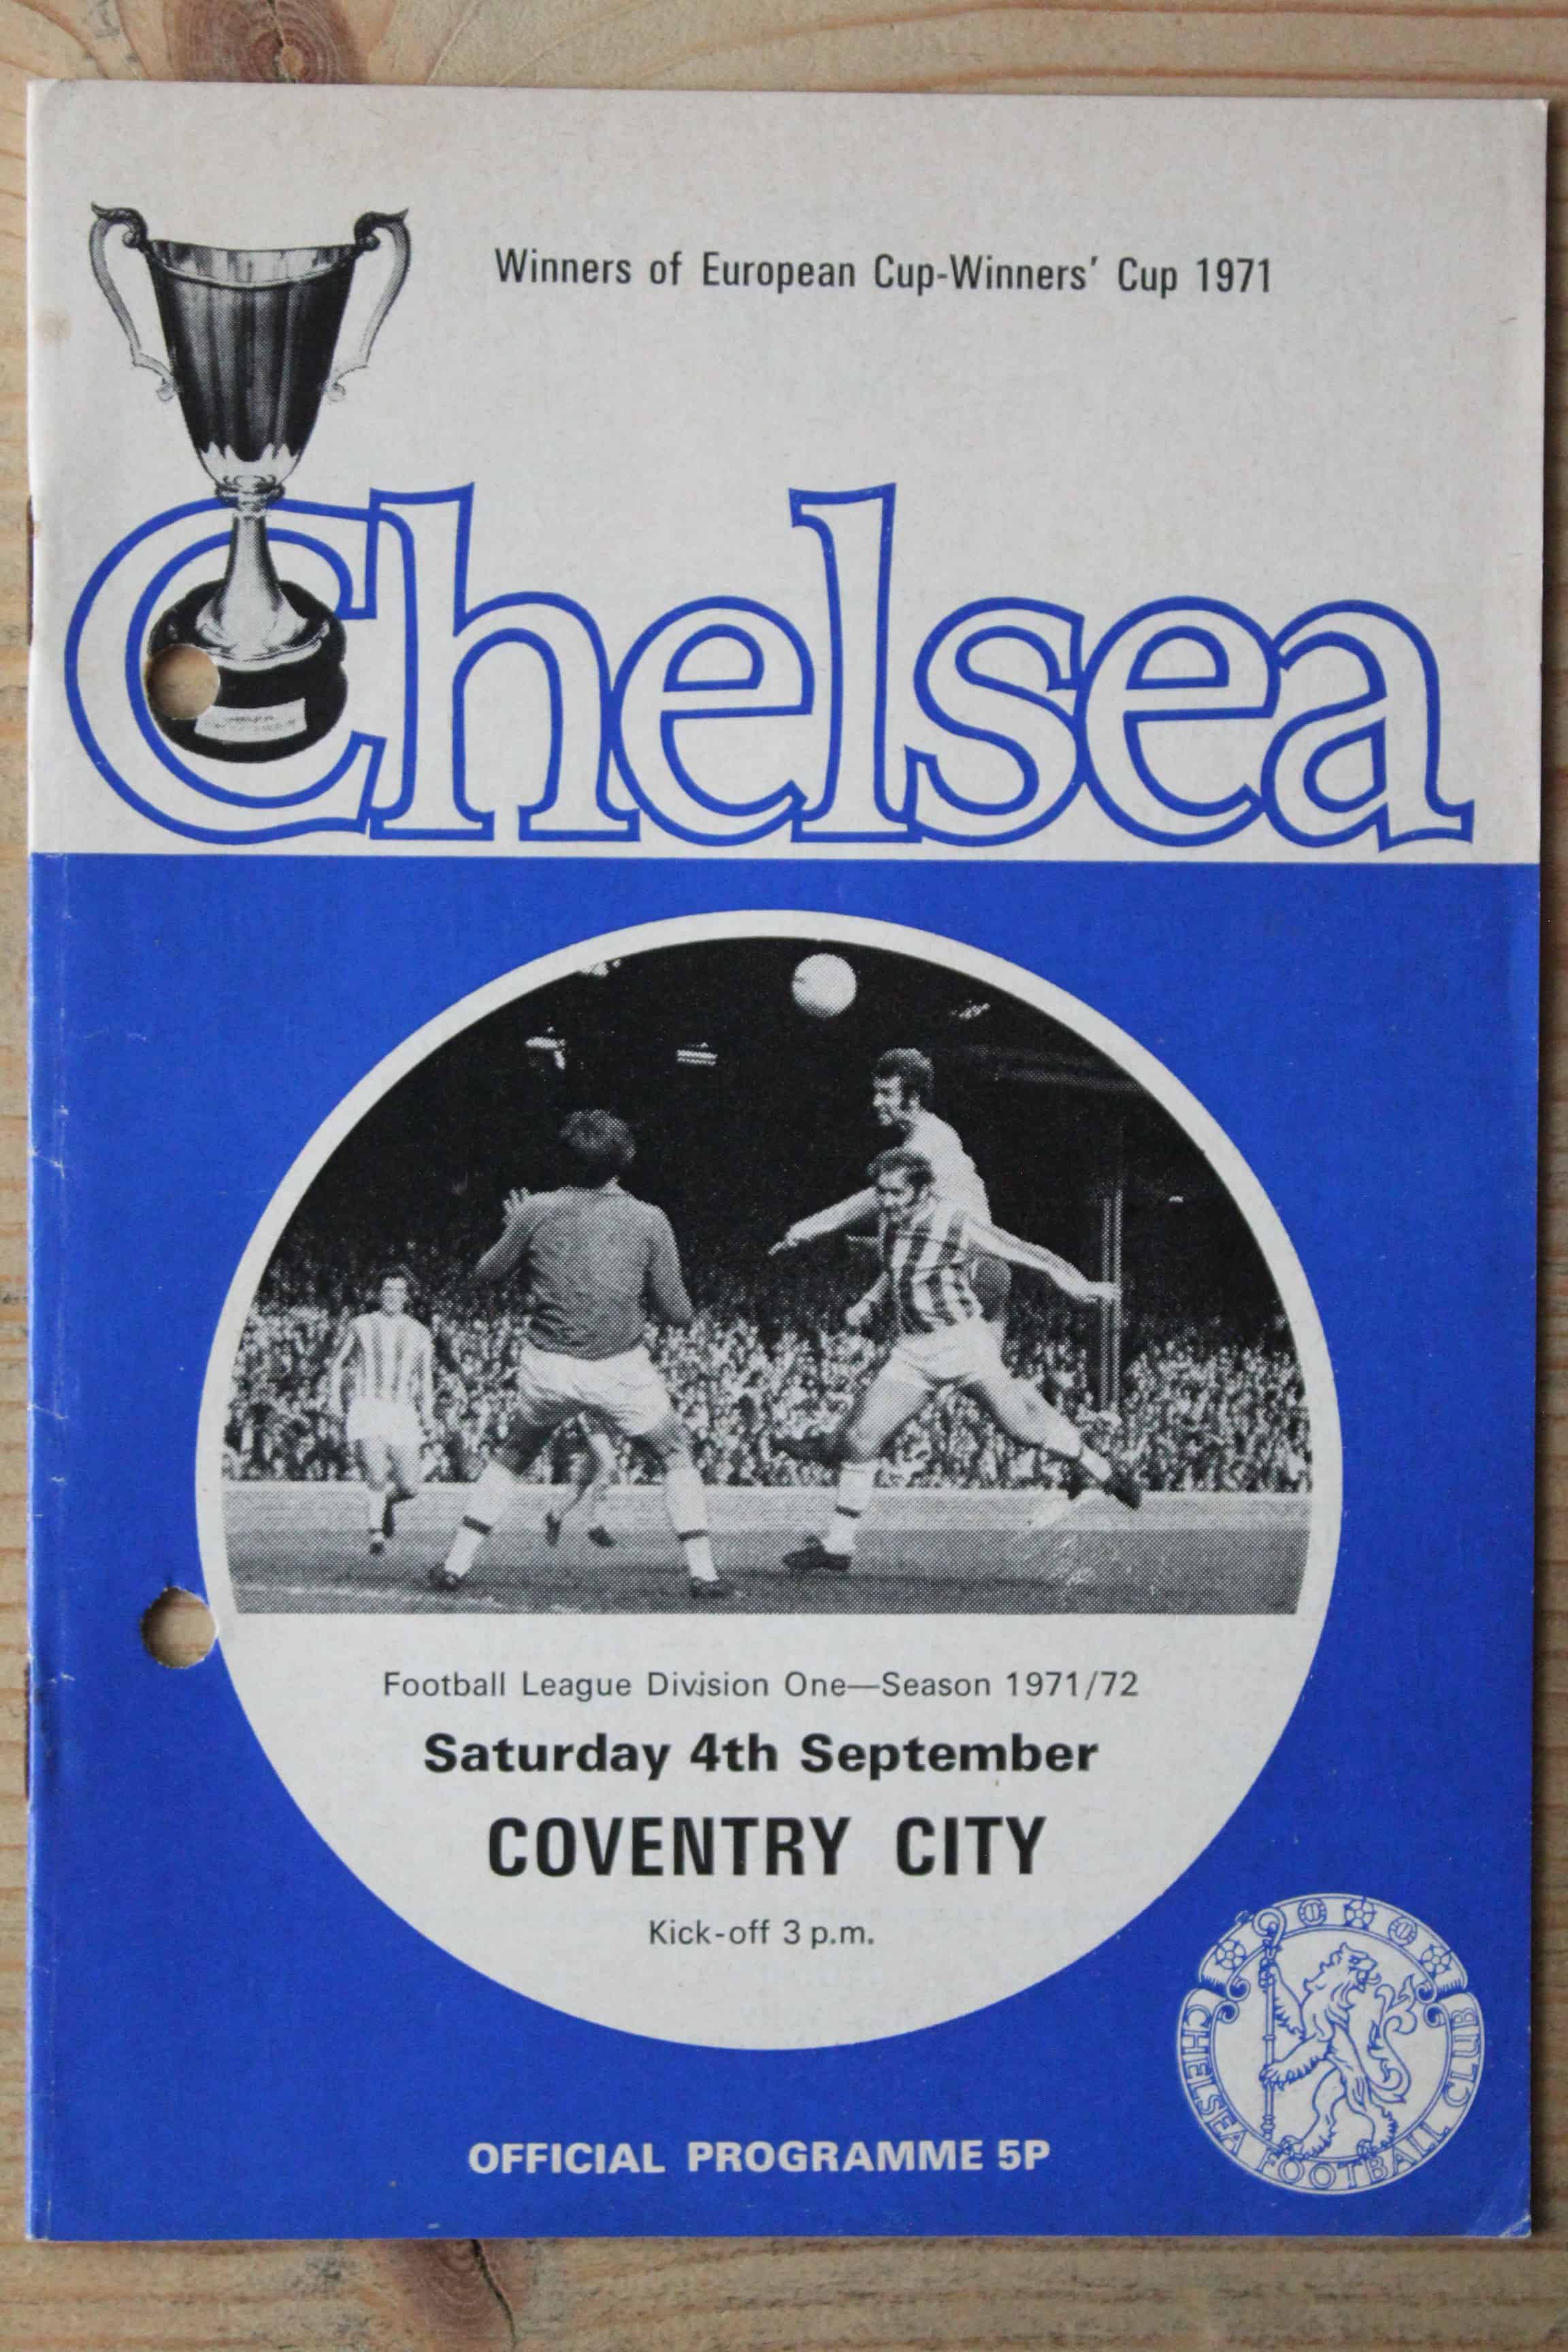 Winners of European Cup-Winners' Cup 1971
Chelsea
Football League Division One—Season 1971/72
Saturday 4th September
COVENTRY CITY
Kick-off 3 p.m.
OFFICIAL PROGRAMME 5P
CHELSEA FOOTBALL CLUB